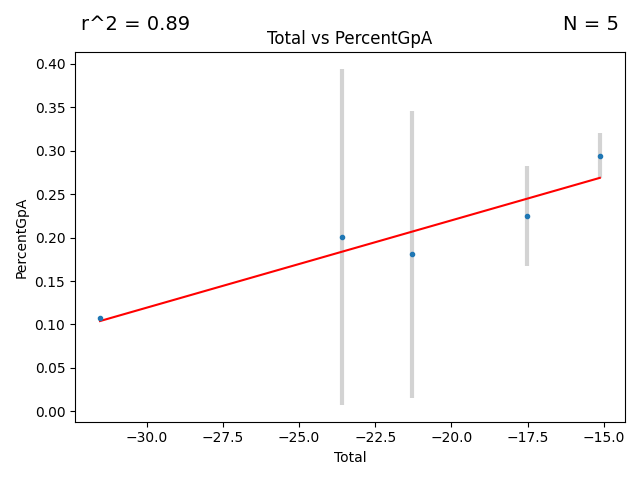 r^2 = 0.89
N = 5
Total vs PercentGpA
0.40
0.35
0.30
0.25
0.20
0.15
0.10
0.05
0.00
PercentGpA
−30.0 −27.5 −25.0 −22.5 −20.0 −17.5 −15.0
Total